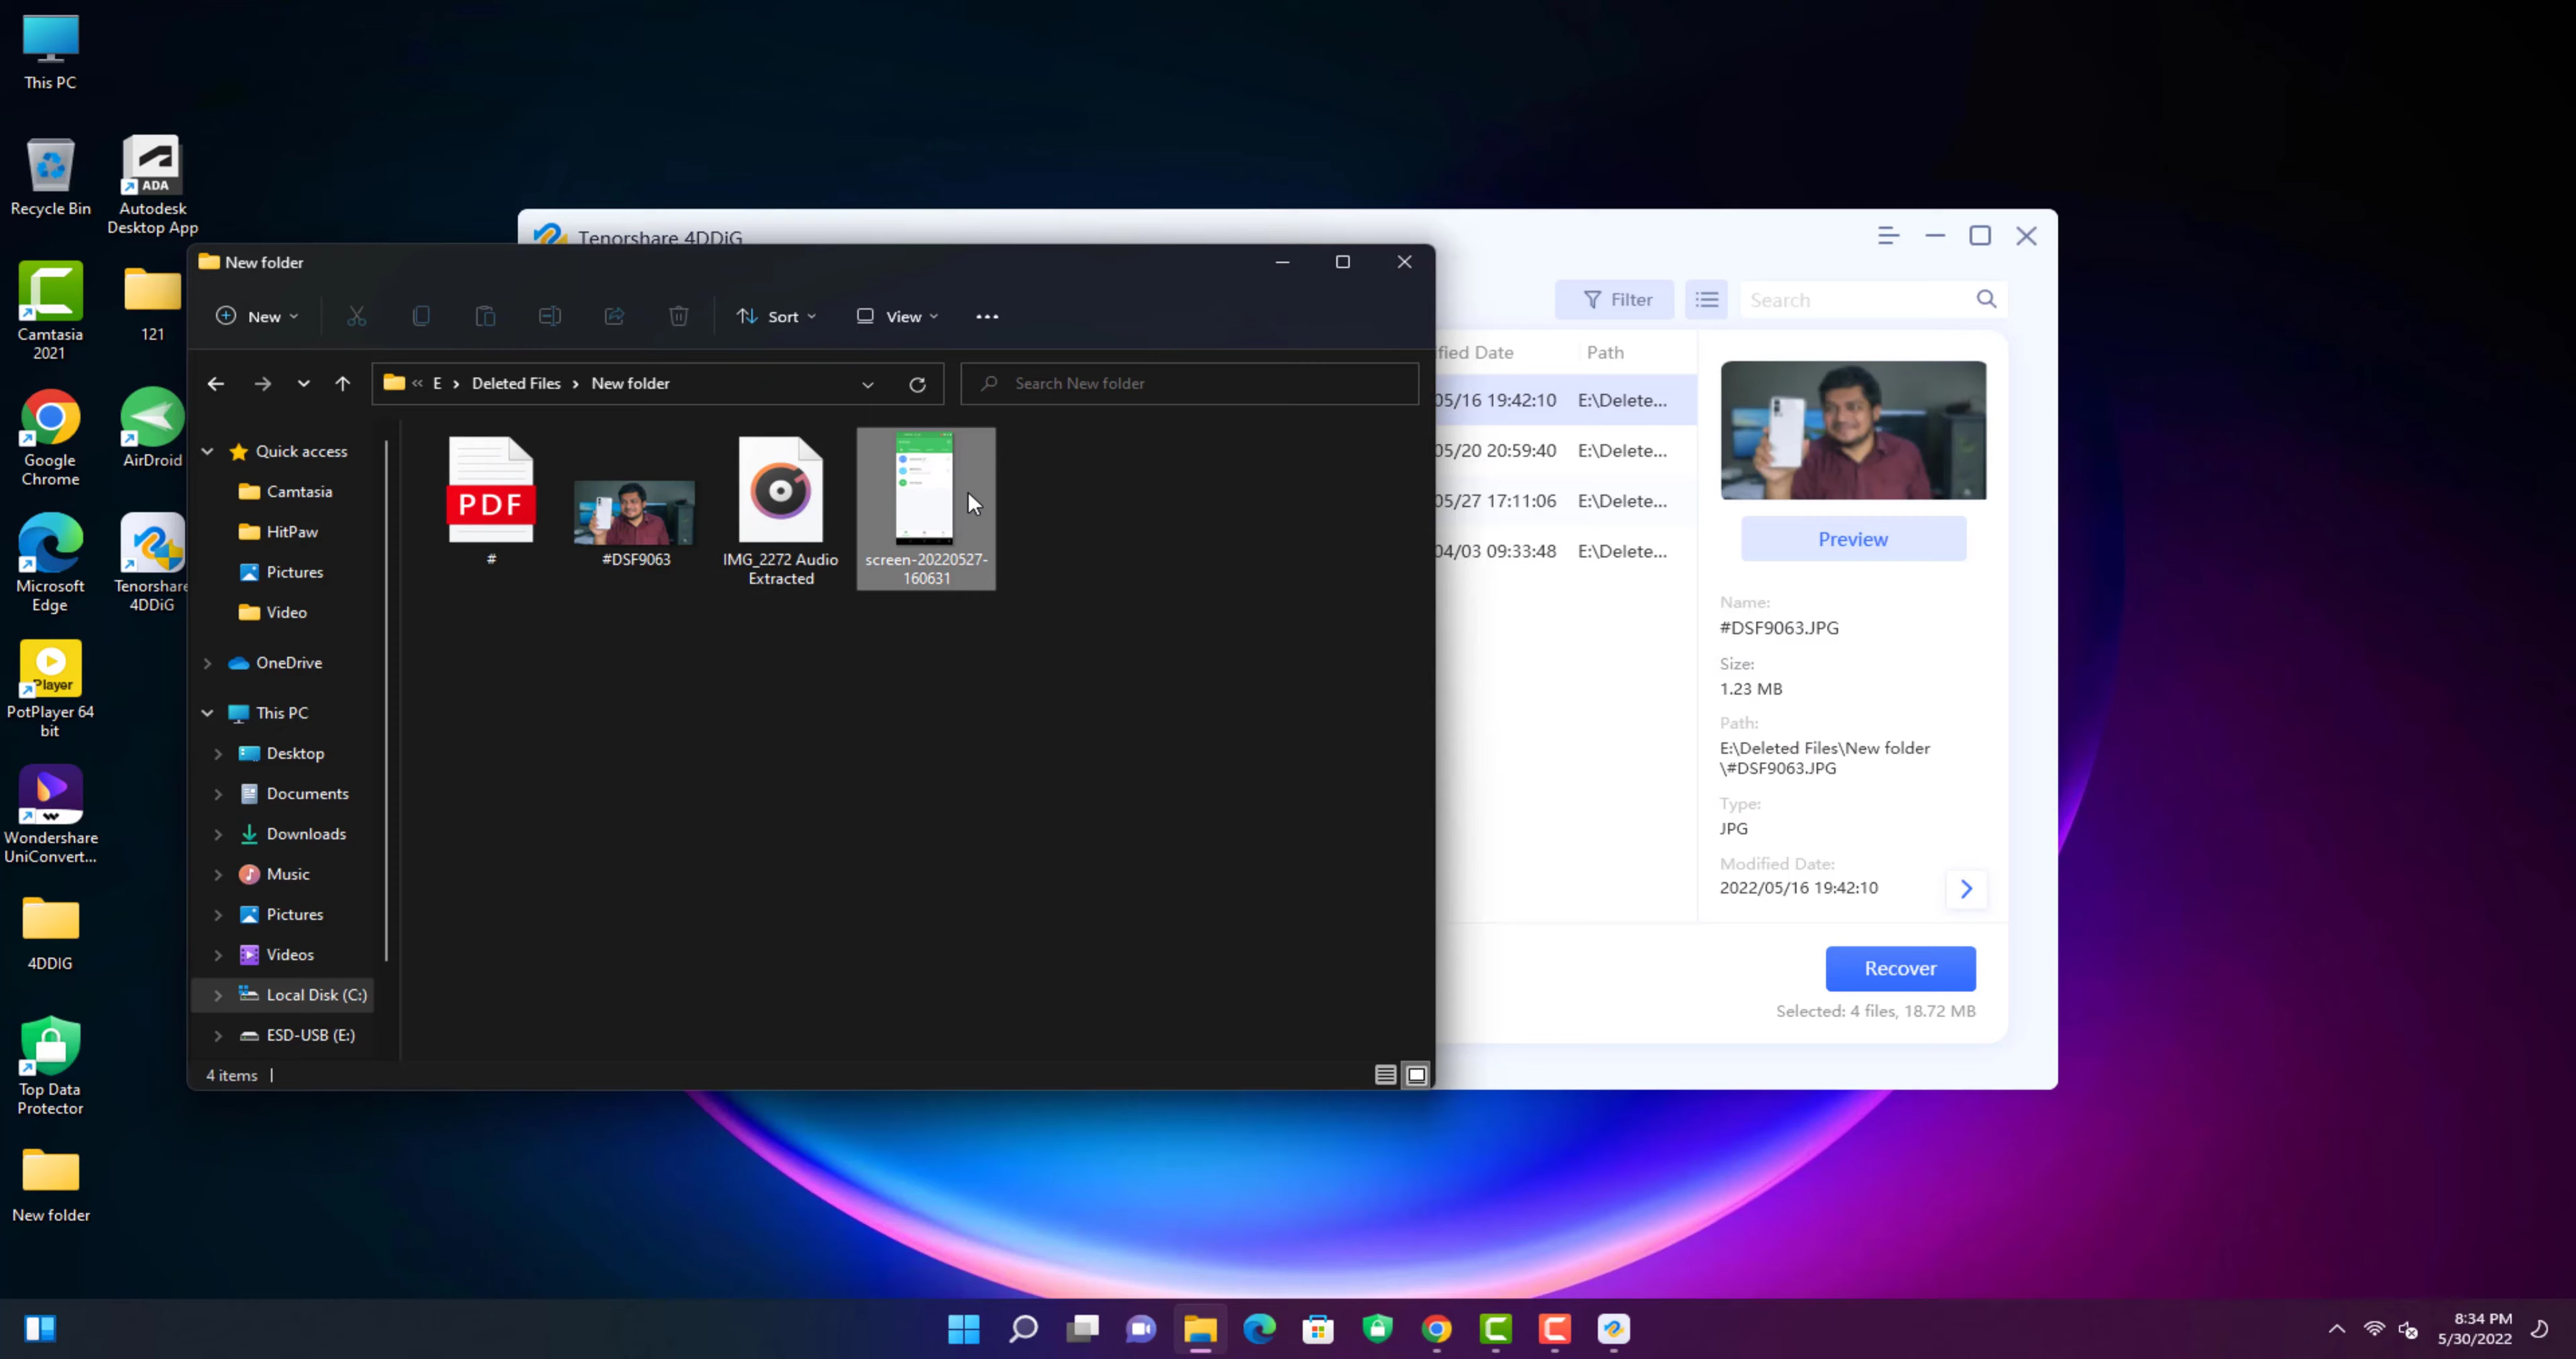 This PC
Recycle Bin
Autodesk
Desktop App
ADA
Camtasia
2021
121
Google
Chrome
AirDroid
Microsoft
Edge
Tenorshare
4DDiG
Player
PotPlayer 64
bit
Wondershare
UniConvert...
4DDIG
Top Data
Protector
New folder
Tenorshare 4DDiG
Filter
Search
Path
05/16 19:42:10 E:\Delete...
05/20 20:59:40 E:\Delete...
05/27 17:11:06 E:\Delete...
04/03 09:33:48 E:\Delete...
Preview
Name:
#DSF9063.JPG
Size:
1.23 MB
Path:
E:\Deleted Files\New folder
\#DSF9063.JPG
Type:
JPG
Modified Date:
2022/05/16 19:42:10
Recover
Selected: 4 files, 18.72 MB
New folder
New
Sort
View
« E > Deleted Files > New folder
Search New folder
Quick access
Camtasia
HitPaw
Pictures
Video
OneDrive
This PC
Desktop
Documents
Downloads
Music
Pictures
Videos
Local Disk (C:)
ESD-USB (E:)
PDF
#
#DSF9063
IMG_2272 Audio
Extracted
screen-20220527-
160631
4 items
8:34 PM
5/30/2022